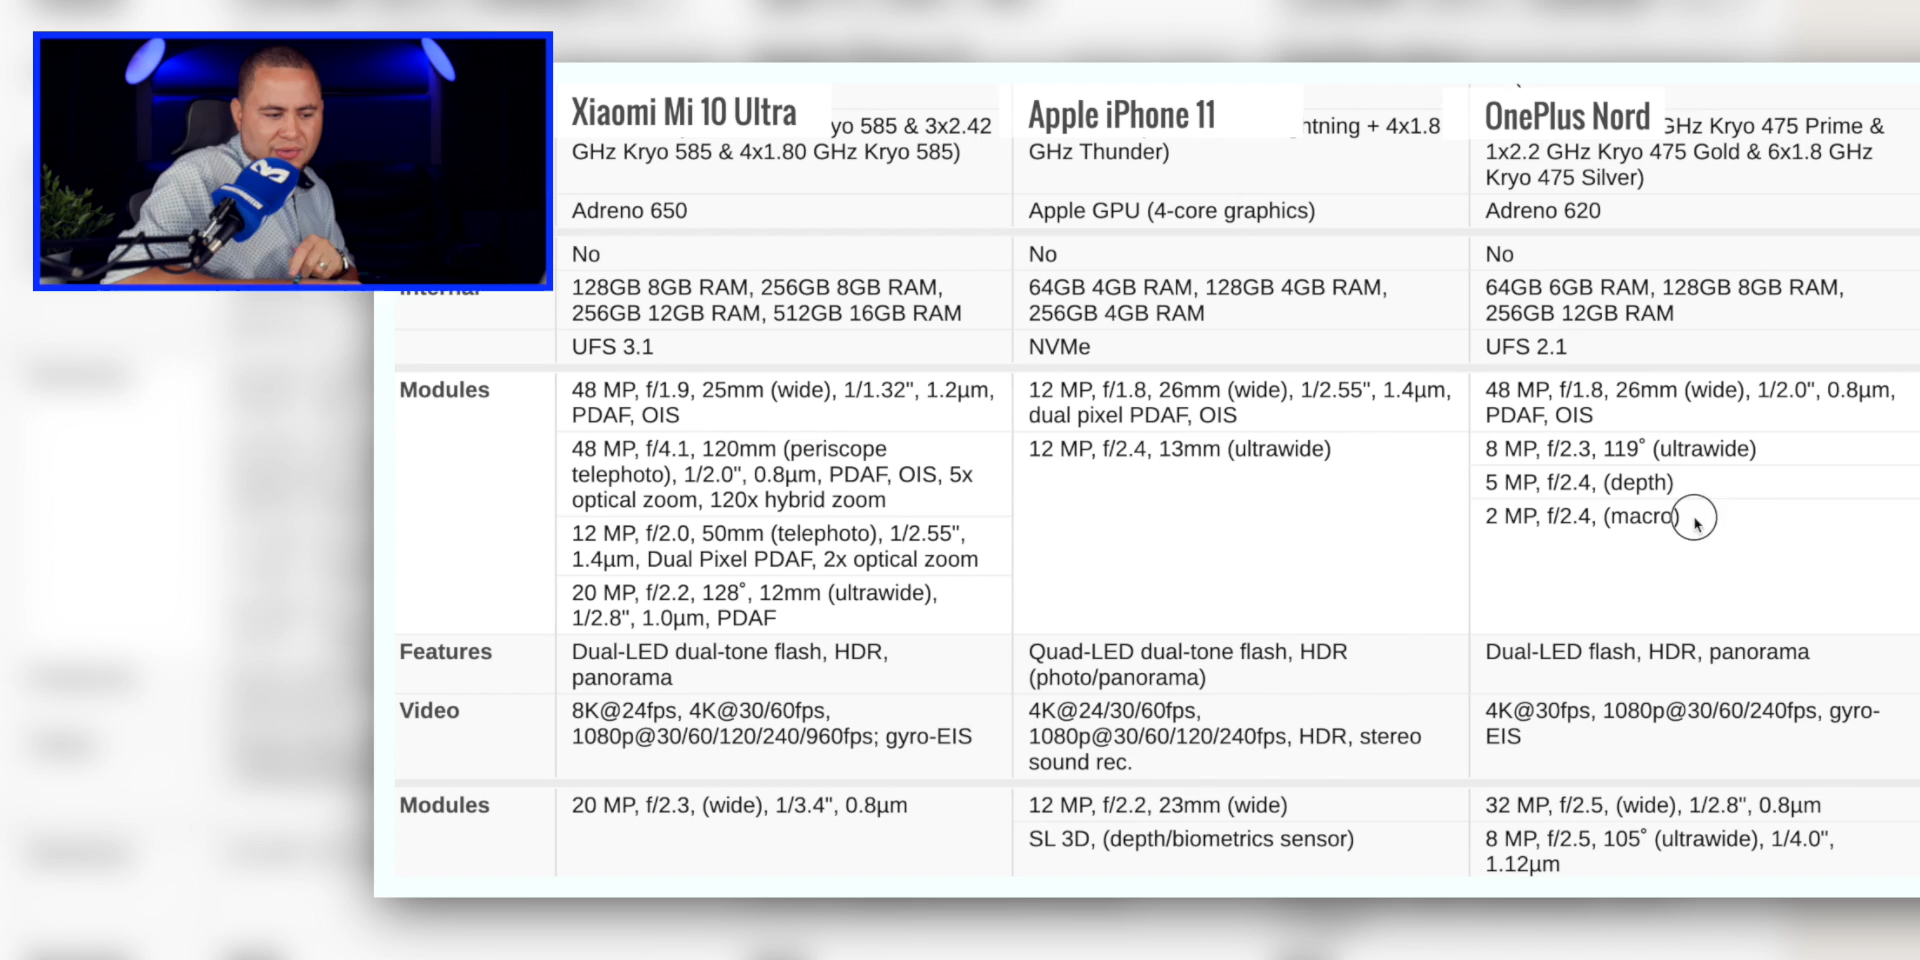 Xiaomi Mi 10 Ultra
Apple iPhone 11
OnePlus Nord
yo 585 & 3x2.42
GHz Kryo 585 & 4x1.80 GHz Kryo 585)
ntning + 4x1.8
GHz Thunder)
GHz Kryo 475 Prime &
1x2.2 GHz Kryo 475 Gold & 6x1.8 GHz
Kryo 475 Silver)
Adreno 650
Apple GPU (4-core graphics)
Adreno 620
No
No
No
Internal
128GB 8GB RAM, 256GB 8GB RAM,
256GB 12GB RAM, 512GB 16GB RAM
64GB 4GB RAM, 128GB 4GB RAM,
256GB 4GB RAM
64GB 6GB RAM, 128GB 8GB RAM,
256GB 12GB RAM
UFS 3.1
NVMe
UFS 2.1
Modules
48 MP, f/1.9, 25mm (wide), 1/1.32", 1.2µm,
PDAF, OIS
48 MP, f/4.1, 120mm (periscope
telephoto), 1/2.0", 0.8µm, PDAF, OIS, 5x
optical zoom, 120x hybrid zoom
12 MP, f/2.0, 50mm (telephoto), 1/2.55",
1.4µm, Dual Pixel PDAF, 2x optical zoom
20 MP, f/2.2, 128˚, 12mm (ultrawide),
1/2.8", 1.0µm, PDAF
12 MP, f/1.8, 26mm (wide), 1/2.55", 1.4µm,
dual pixel PDAF, OIS
12 MP, f/2.4, 13mm (ultrawide)
48 MP, f/1.8, 26mm (wide), 1/2.0", 0.8µm,
PDAF, OIS
8 MP, f/2.3, 119˚ (ultrawide)
5 MP, f/2.4, (depth)
2 MP, f/2.4, (macro)
Features
Dual-LED dual-tone flash, HDR,
panorama
Quad-LED dual-tone flash, HDR
(photo/panorama)
Dual-LED flash, HDR, panorama
Video
8K@24fps, 4K@30/60fps,
1080p@30/60/120/240/960fps; gyro-EIS
4K@24/30/60fps,
1080p@30/60/120/240fps, HDR, stereo
sound rec.
4K@30fps, 1080p@30/60/240fps, gyro-
EIS
Modules
20 MP, f/2.3, (wide), 1/3.4", 0.8µm
12 MP, f/2.2, 23mm (wide)
SL 3D, (depth/biometrics sensor)
32 MP, f/2.5, (wide), 1/2.8", 0.8µm
8 MP, f/2.5, 105˚ (ultrawide), 1/4.0",
1.12µm